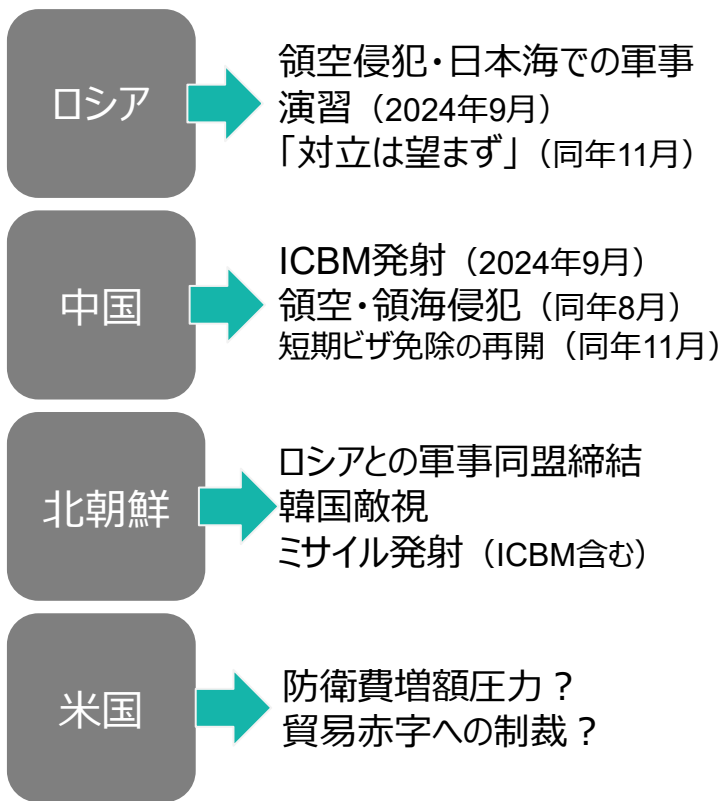 ロシア
領空侵犯・日本海での軍事
演習（2024年9月）
「対立は望まず」（同年11月）
中国
ICBM発射（2024年9月）
領空・領海侵犯（同年8月）
短期ビザ免除の再開（同年11月）
北朝鮮
ロシアとの軍事同盟締結
韓国敵視
ミサイル発射（ICBM含む）
米国
防衛費増額圧力？
貿易赤字への制裁？